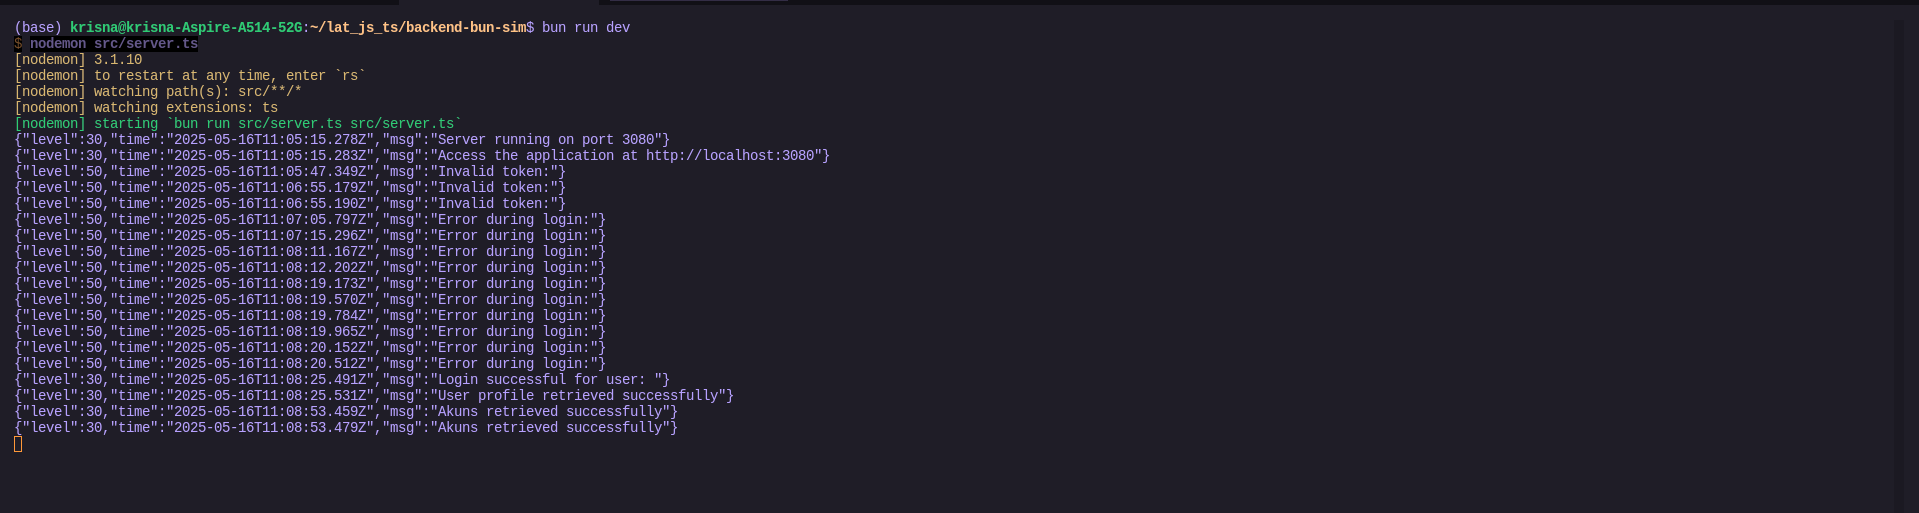 (base) krisna@krisna-Aspire-A514-52G:~/lat_js_ts/backend-bun-sim$ bun run dev
$ nodemon src/server.ts
[nodemon] 3.1.10
[nodemon] to restart at any time, enter `rs`
[nodemon] watching path(s): src/**/*
[nodemon] watching extensions: ts
[nodemon] starting `bun run src/server.ts src/server.ts`
{"level":30,"time":"2025-05-16T11:05:15.278Z","msg":"Server running on port 3080"}
{"level":30,"time":"2025-05-16T11:05:15.283Z","msg":"Access the application at http://localhost:3080"}
{"level":50,"time":"2025-05-16T11:05:47.349Z","msg":"Invalid token:"}
{"level":50,"time":"2025-05-16T11:06:55.179Z","msg":"Invalid token:"}
{"level":50,"time":"2025-05-16T11:06:55.190Z","msg":"Invalid token:"}
{"level":50,"time":"2025-05-16T11:07:05.797Z","msg":"Error during login:"}
{"level":50,"time":"2025-05-16T11:07:15.296Z","msg":"Error during login:"}
{"level":50,"time":"2025-05-16T11:08:11.167Z","msg":"Error during login:"}
{"level":50,"time":"2025-05-16T11:08:12.202Z","msg":"Error during login:"}
{"level":50,"time":"2025-05-16T11:08:19.173Z","msg":"Error during login:"}
{"level":50,"time":"2025-05-16T11:08:19.570Z","msg":"Error during login:"}
{"level":50,"time":"2025-05-16T11:08:19.784Z","msg":"Error during login:"}
{"level":50,"time":"2025-05-16T11:08:19.965Z","msg":"Error during login:"}
{"level":50,"time":"2025-05-16T11:08:20.152Z","msg":"Error during login:"}
{"level":50,"time":"2025-05-16T11:08:20.512Z","msg":"Error during login:"}
{"level":30,"time":"2025-05-16T11:08:25.491Z","msg":"Login successful for user: "}
{"level":30,"time":"2025-05-16T11:08:25.531Z","msg":"User profile retrieved successfully"}
{"level":30,"time":"2025-05-16T11:08:53.459Z","msg":"Akuns retrieved successfully"}
{"level":30,"time":"2025-05-16T11:08:53.479Z","msg":"Akuns retrieved successfully"}